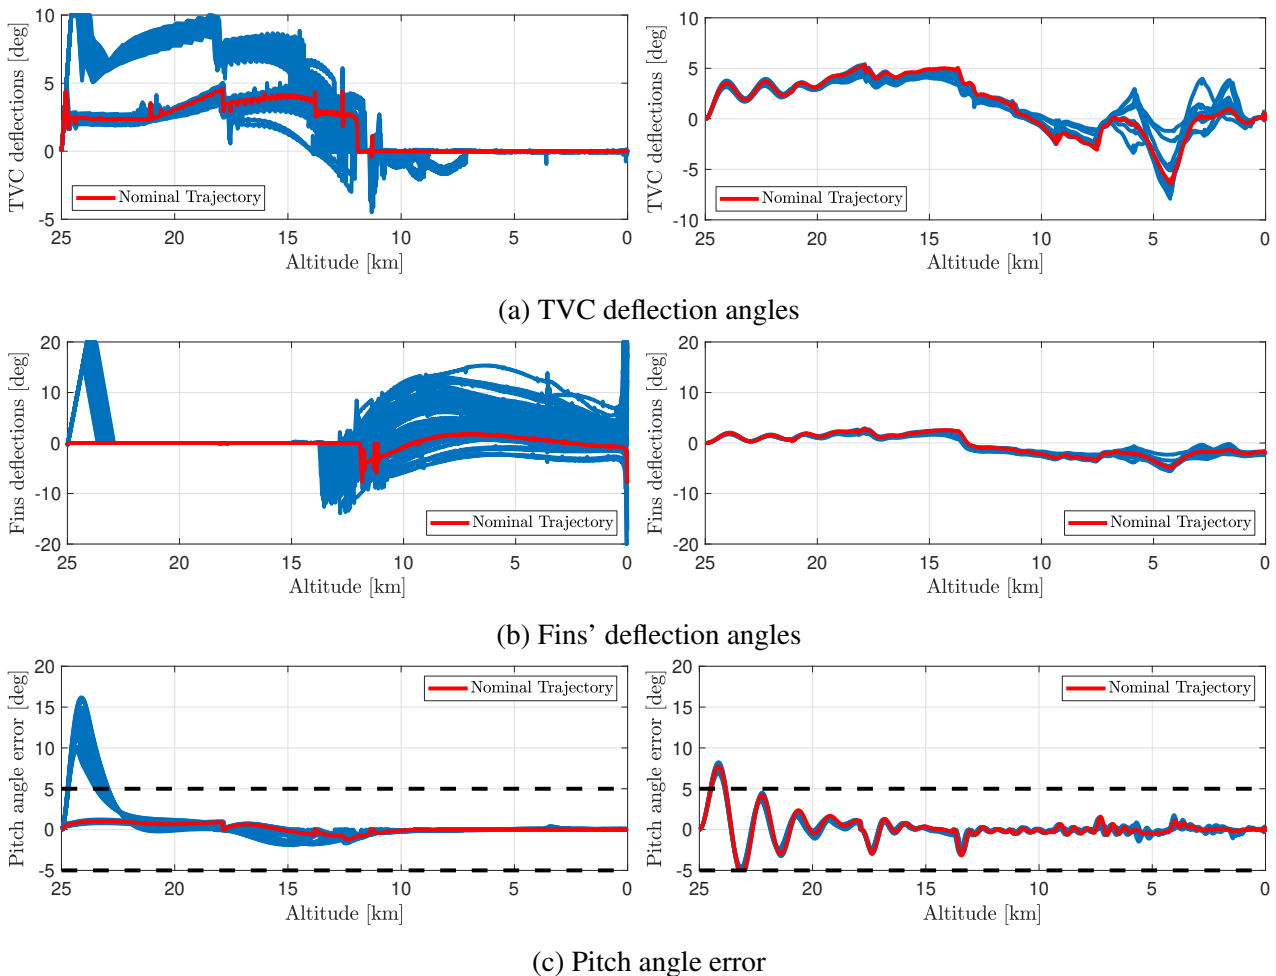 TVC deflections [deg]
10
5
0
-5
Nominal Trajectory
25 20 15 10 5 0
Altitude [km]
TVC deflections [deg]
10
5
0
-5
-10
Nominal Trajectory
25 20 15 10 5 0
Altitude [km]
(a) TVC deflection angles
Fins deflections [deg]
20
10
0
-10
-20
Nominal Trajectory
25 20 15 10 5 0
Altitude [km]
Fins deflections [deg]
20
10
0
-10
-20
Nominal Trajectory
25 20 15 10 5 0
Altitude [km]
(b) Fins’ deflection angles
Pitch angle error [deg]
20
15
10
5
0
-5
Nominal Trajectory
25 20 15 10 5 0
Altitude [km]
Pitch angle error [deg]
20
15
10
5
0
-5
Nominal Trajectory
25 20 15 10 5 0
Altitude [km]
(c) Pitch angle error